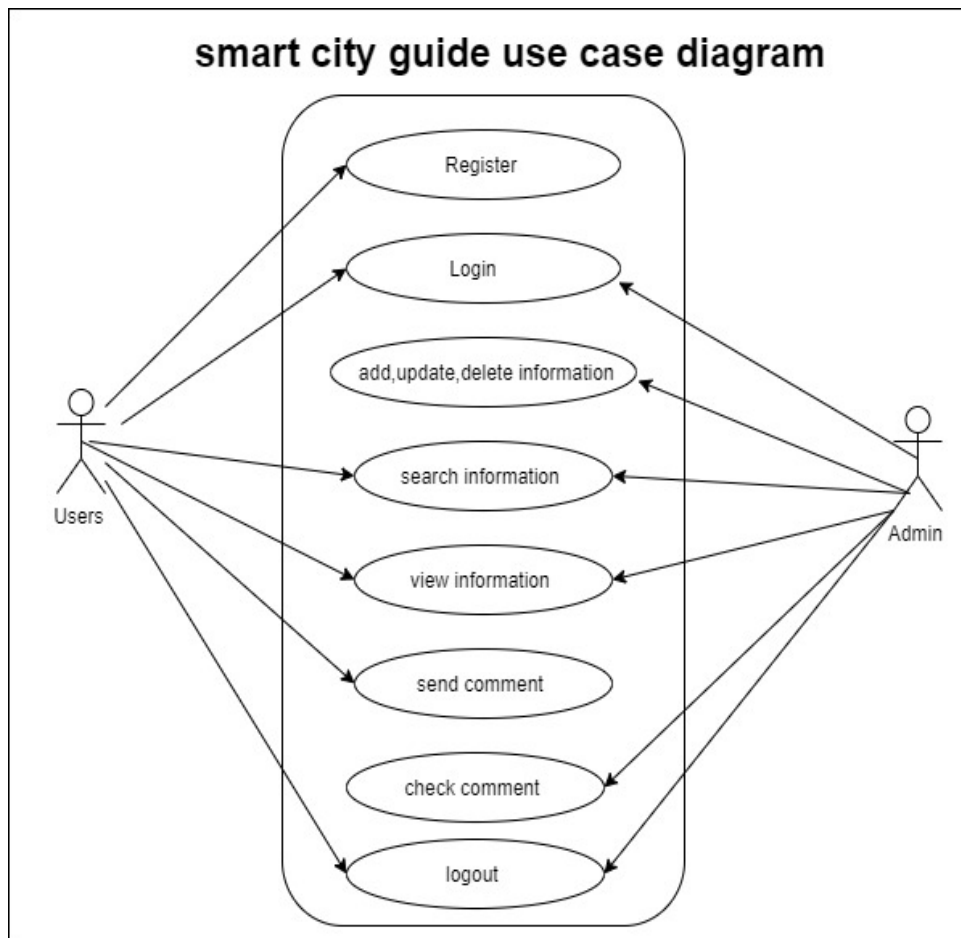 smart city guide use case diagram
Register
Login
add,update,delete information
search information
Users
Admin
view information
send comment
check comment
logout